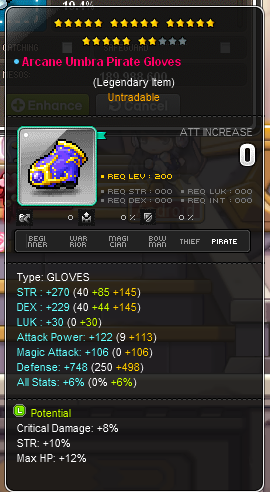 Arcane Umbra Pirate Gloves
(Legendary Item)
Untradable
Enhance
Cancel
ATT INCREASE
0
REQ LEV : 200
REQ STR : 000 REQ LUK : 000
REQ DEX : 000 REQ INT : 000
0 0 % 0 %
BEGINNER WARRIOR MAGICIAN BOWMAN THIEF PIRATE
Type: GLOVES
STR : +270 (40 +85 +145)
DEX : +229 (40 +44 +145)
LUK : +30 (0 +30)
Attack Power: +122 (9 +113)
Magic Attack: +106 (0 +106)
Defense: +748 (250 +498)
All Stats: +6% (0% +6%)
L Potential
Critical Damage: +8%
STR: +10%
Max HP: +12%